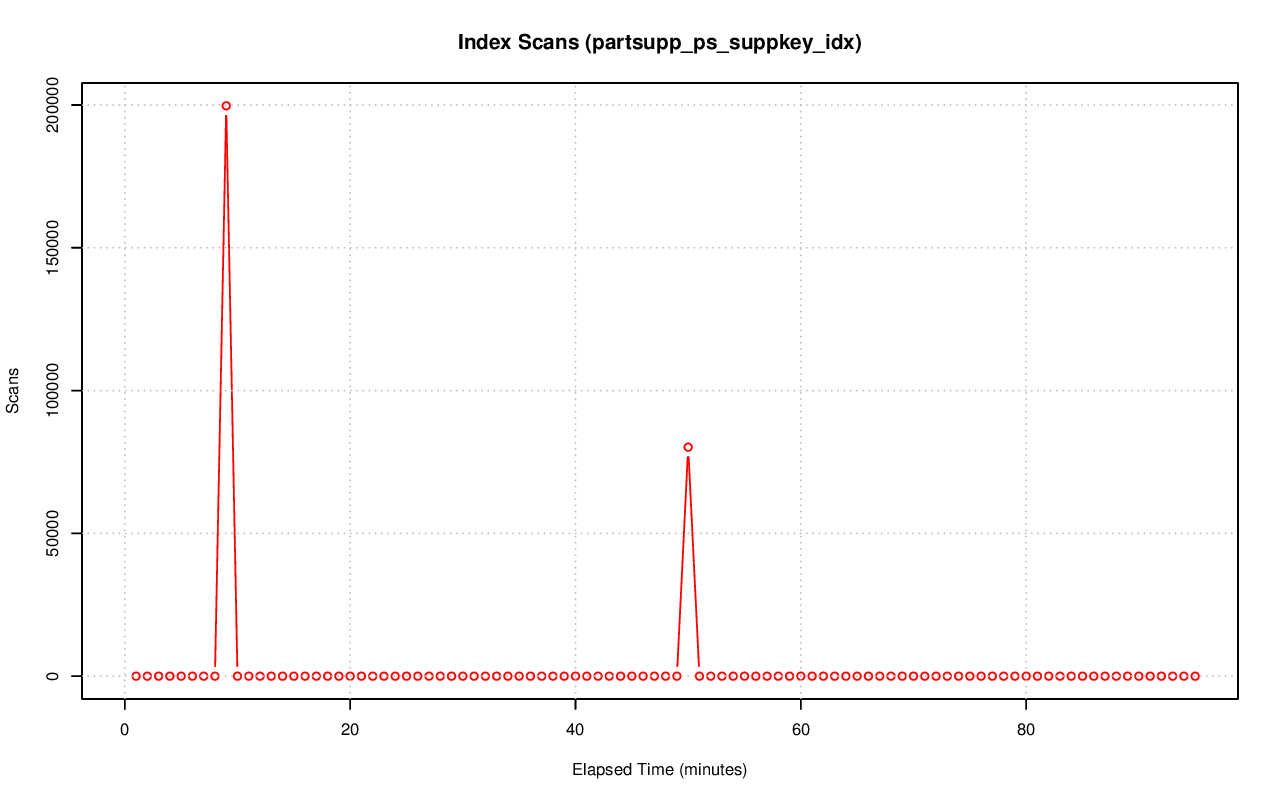 Index Scans (partsupp_ps_suppkey_idx)
200000
150000
100000
50000
0
Scans
0 20 40 60 80
Elapsed Time (minutes)